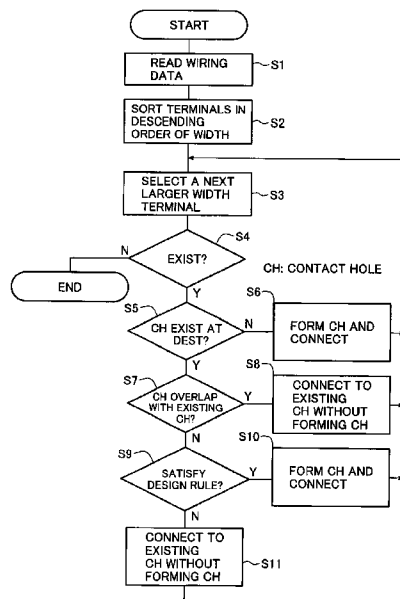 START
READ WIRING
DATA
S1
SORT TERMINALS IN
DESCENDING
ORDER OF WIDTH
S2
SELECT A NEXT
LARGER WIDTH
TERMINAL
S3
S4
N
EXIST?
CH: CONTACT HOLE
END
Y
S5
S6
CH EXIST AT
DEST?
N
FORM CH AND
CONNECT
Y
S7
S8
CH OVERLAP
WITH EXISTING
CH?
Y
CONNECT TO
EXISTING
CH WITHOUT
FORMING CH
N
S9
S10
SATISFY
DESIGN RULE?
Y
FORM CH AND
CONNECT
N
CONNECT TO
EXISTING
CH WITHOUT
FORMING CH
S11